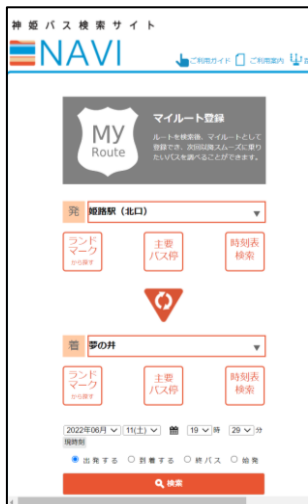 神姫バス検索サイト
NAVI
ご利用ガイド ご利用案内
My
Route
マイルート登録
ルートを検索後、マイルートとして
登録でき、次回以降スムーズに乗り
たいバスを調べることができます。
発 姫路駅（北口） ▼
ランド
マーク
から探す
主要
バス停
時刻表
検索
着 夢の井 ▼
ランド
マーク
から探す
主要
バス停
時刻表
検索
2022年06月 11(土) 19 時 29 分
現時刻
出発する 到着する 終バス 始発
検索